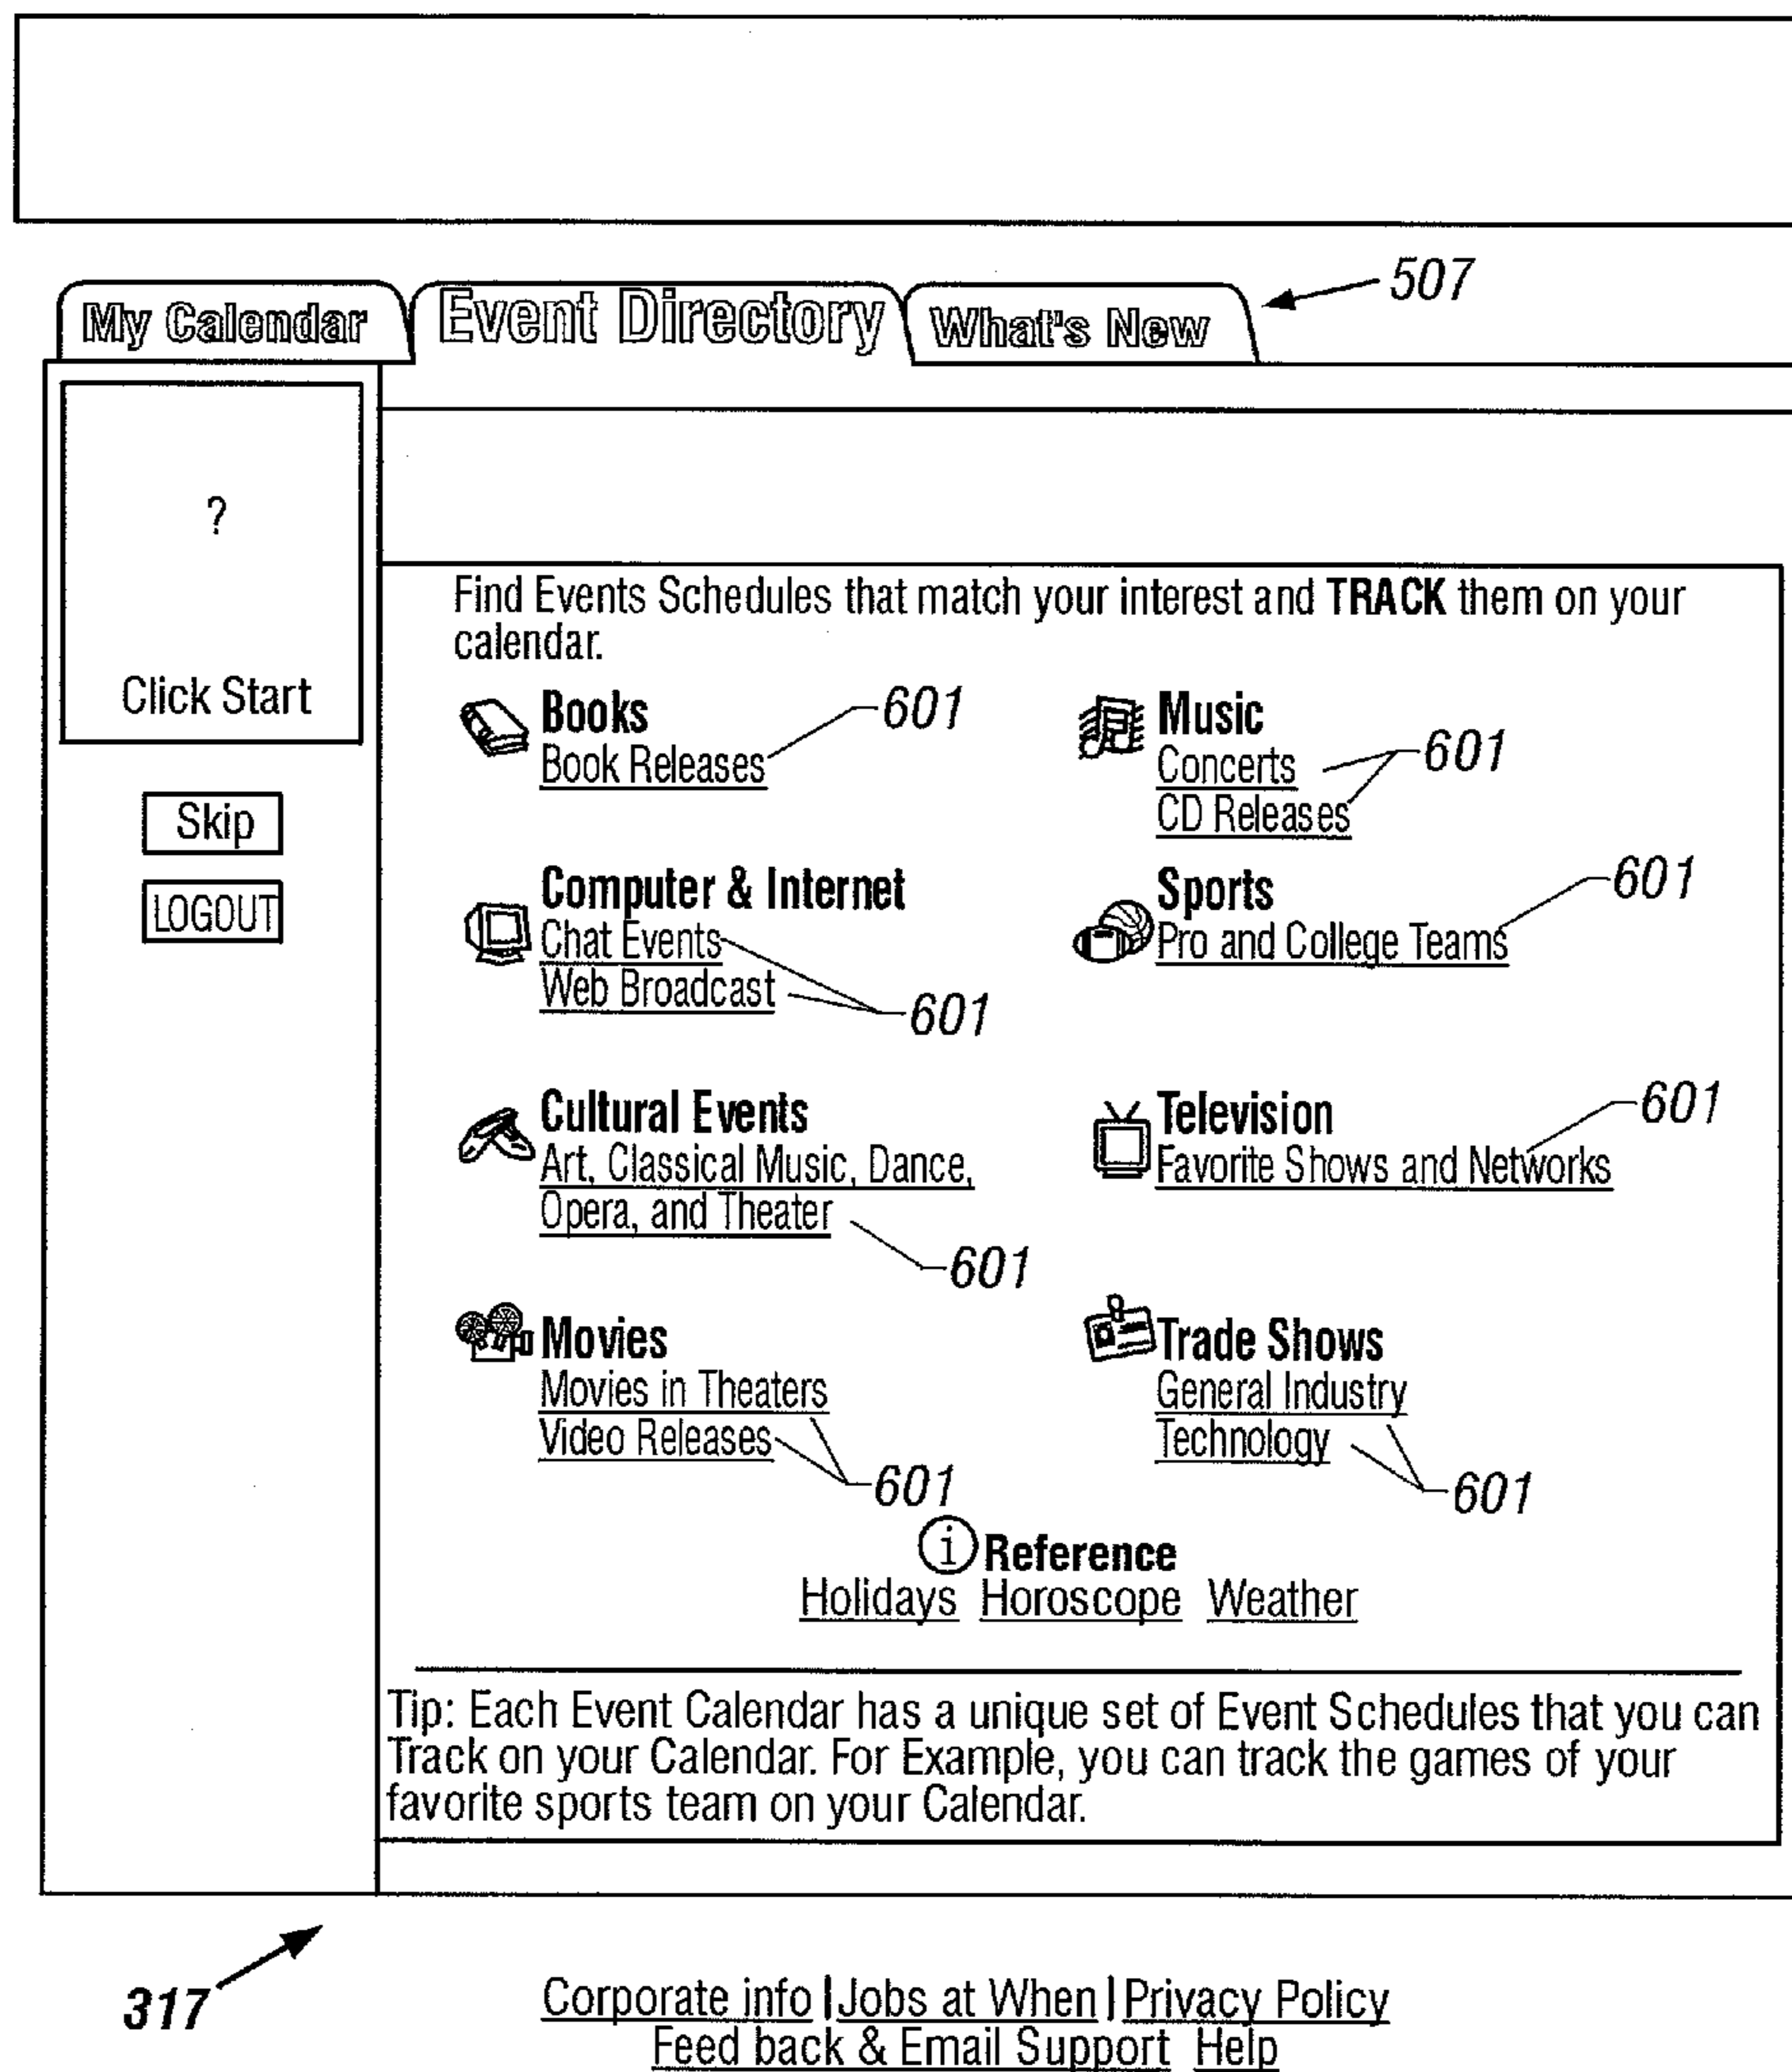 My Calendar Event Directory What's New 507
?
Click Start
Skip
LOGOUT
Find Events Schedules that match your interest and TRACK them on your
calendar.
Books 601
Book Releases
Music
Concerts 601
CD Releases
Computer & Internet
Chat Events
Web Broadcast
601
Sports 601
Pro and College Teams
Cultural Events
Art, Classical Music, Dance,
Opera, and Theater
601
Television 601
Favorite Shows and Networks
Movies
Movies in Theaters
Video Releases
601
Trade Shows
General Industry
Technology
601
i Reference
Holidays Horoscope Weather
Tip: Each Event Calendar has a unique set of Event Schedules that you can
Track on your Calendar. For Example, you can track the games of your
favorite sports team on your Calendar.
317
Corporate info | Jobs at When | Privacy Policy
Feed back & Email Support Help